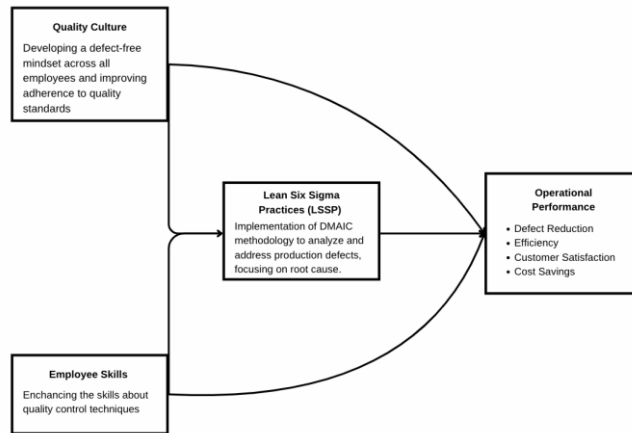 Quality Culture
Developing a defect-free
mindset across all
employees and improving
adherence to quality
standards
Lean Six Sigma
Practices (LSSP)
Implementation of DMAIC
methodology to analyze and
address production defects,
focusing on root cause.
Operational
Performance
• Defect Reduction
• Efficiency
• Customer Satisfaction
• Cost Savings
Employee Skills
Enchancing the skills about
quality control techniques